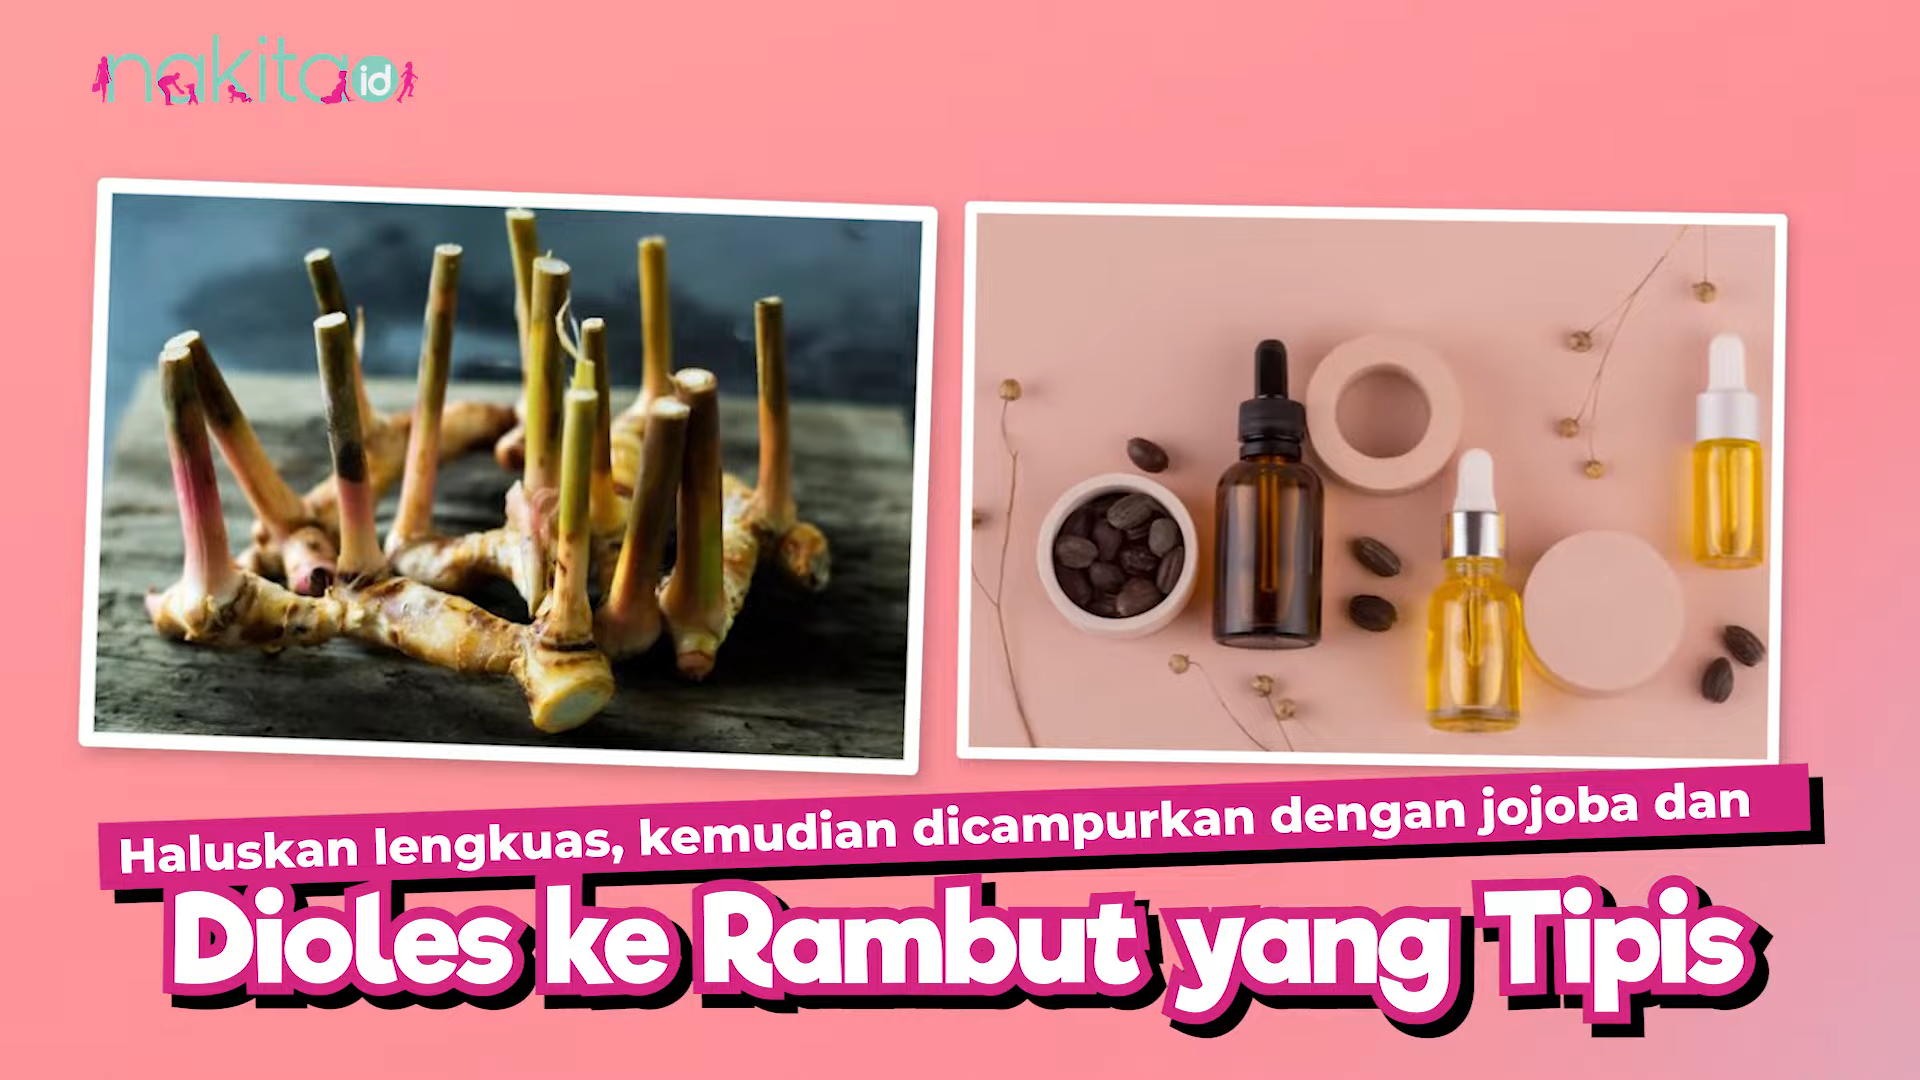 nakita id
Haluskan lengkuas, kemudian dicampurkan dengan jojoba dan
Dioles ke Rambut yang Tipis